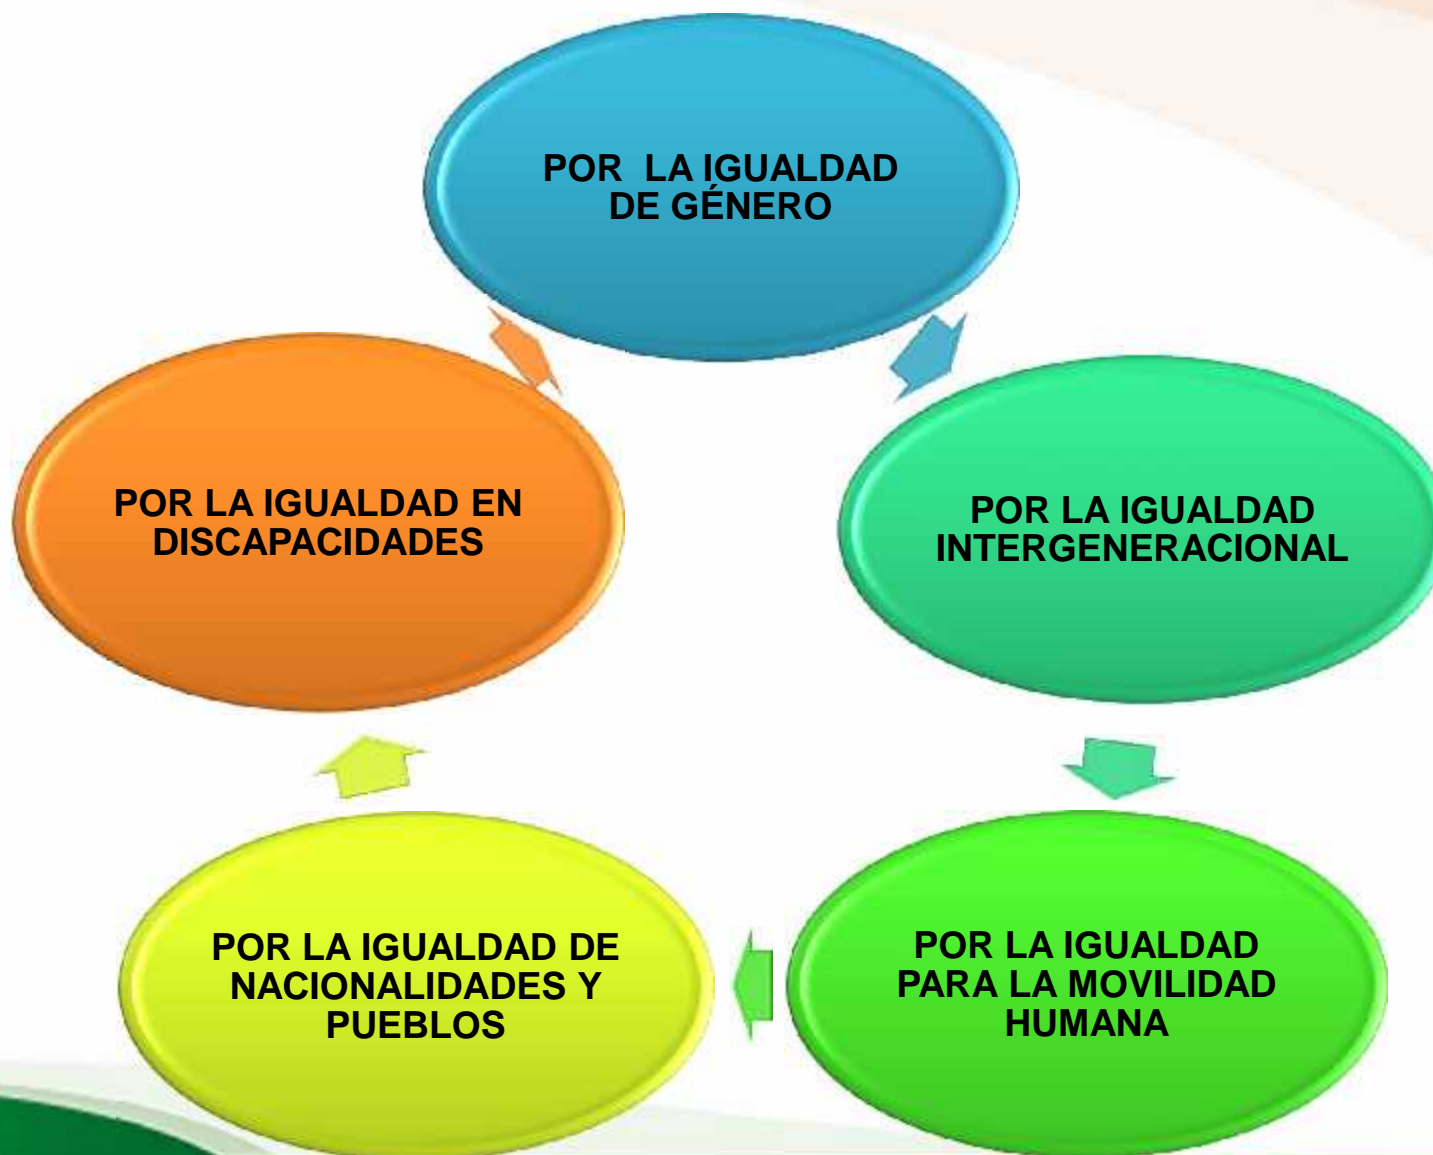 POR LA IGUALDAD
DE GÉNERO
POR LA IGUALDAD EN
DISCAPACIDADES
POR LA IGUALDAD
INTERGENERACIONAL
POR LA IGUALDAD DE
NACIONALIDADES Y
PUEBLOS
POR LA IGUALDAD
PARA LA MOVILIDAD
HUMANA